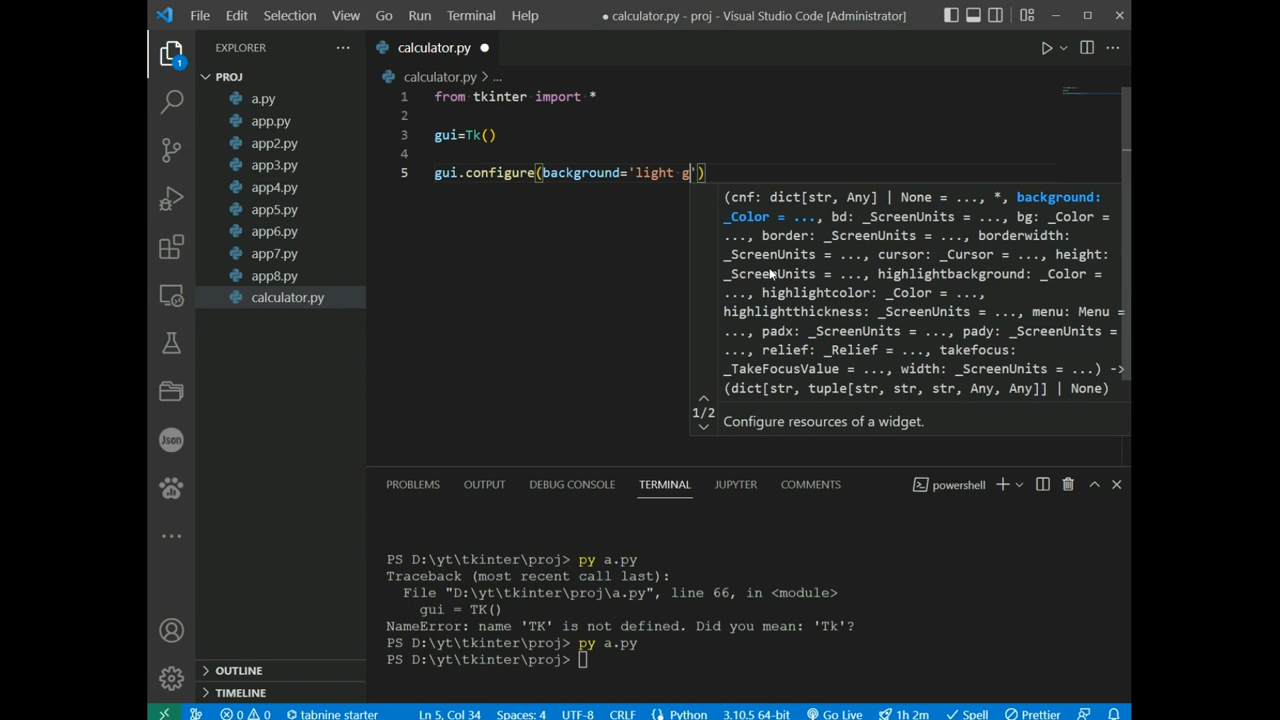 File Edit Selection View Go Run Terminal Help
● calculator.py - proj - Visual Studio Code [Administrator]
EXPLORER
PROJ
a.py
app.py
app2.py
app3.py
app4.py
app5.py
app6.py
app7.py
app8.py
calculator.py
OUTLINE
TIMELINE
1
Json
calculator.py
calculator.py > ...
1 from tkinter import *
2
3 gui=Tk()
4
5 gui.configure(background='light g')
(cnf: dict[str, Any] | None = ..., *, background:
_Color = ..., bd: _ScreenUnits = ..., bg: _Color =
..., border: _ScreenUnits = ..., borderwidth:
_ScreenUnits = ..., cursor: _Cursor = ..., height:
_ScreenUnits = ..., highlightbackground: _Color =
..., highlightcolor: _Color = ...,
highlightthickness: _ScreenUnits = ..., menu: Menu =
..., padx: _ScreenUnits = ..., pady: _ScreenUnits =
..., relief: _Relief = ..., takefocus:
_TakeFocusValue = ..., width: _ScreenUnits = ...) ->
(dict[str, tuple[str, str, str, Any, Any]] | None)
1/2
Configure resources of a widget.
PROBLEMS OUTPUT DEBUG CONSOLE TERMINAL JUPYTER COMMENTS
powershell
PS D:\yt\tkinter\proj> py a.py
Traceback (most recent call last):
File "D:\yt\tkinter\proj\a.py", line 66, in <module>
gui = TK()
NameError: name 'TK' is not defined. Did you mean: 'Tk'?
PS D:\yt\tkinter\proj> py a.py
PS D:\yt\tkinter\proj>
0 0 tabnine starter Ln 5, Col 34 Spaces: 4 UTF-8 CRLF Python 3.10.5 64-bit Go Live 1h 2m Spell Prettier